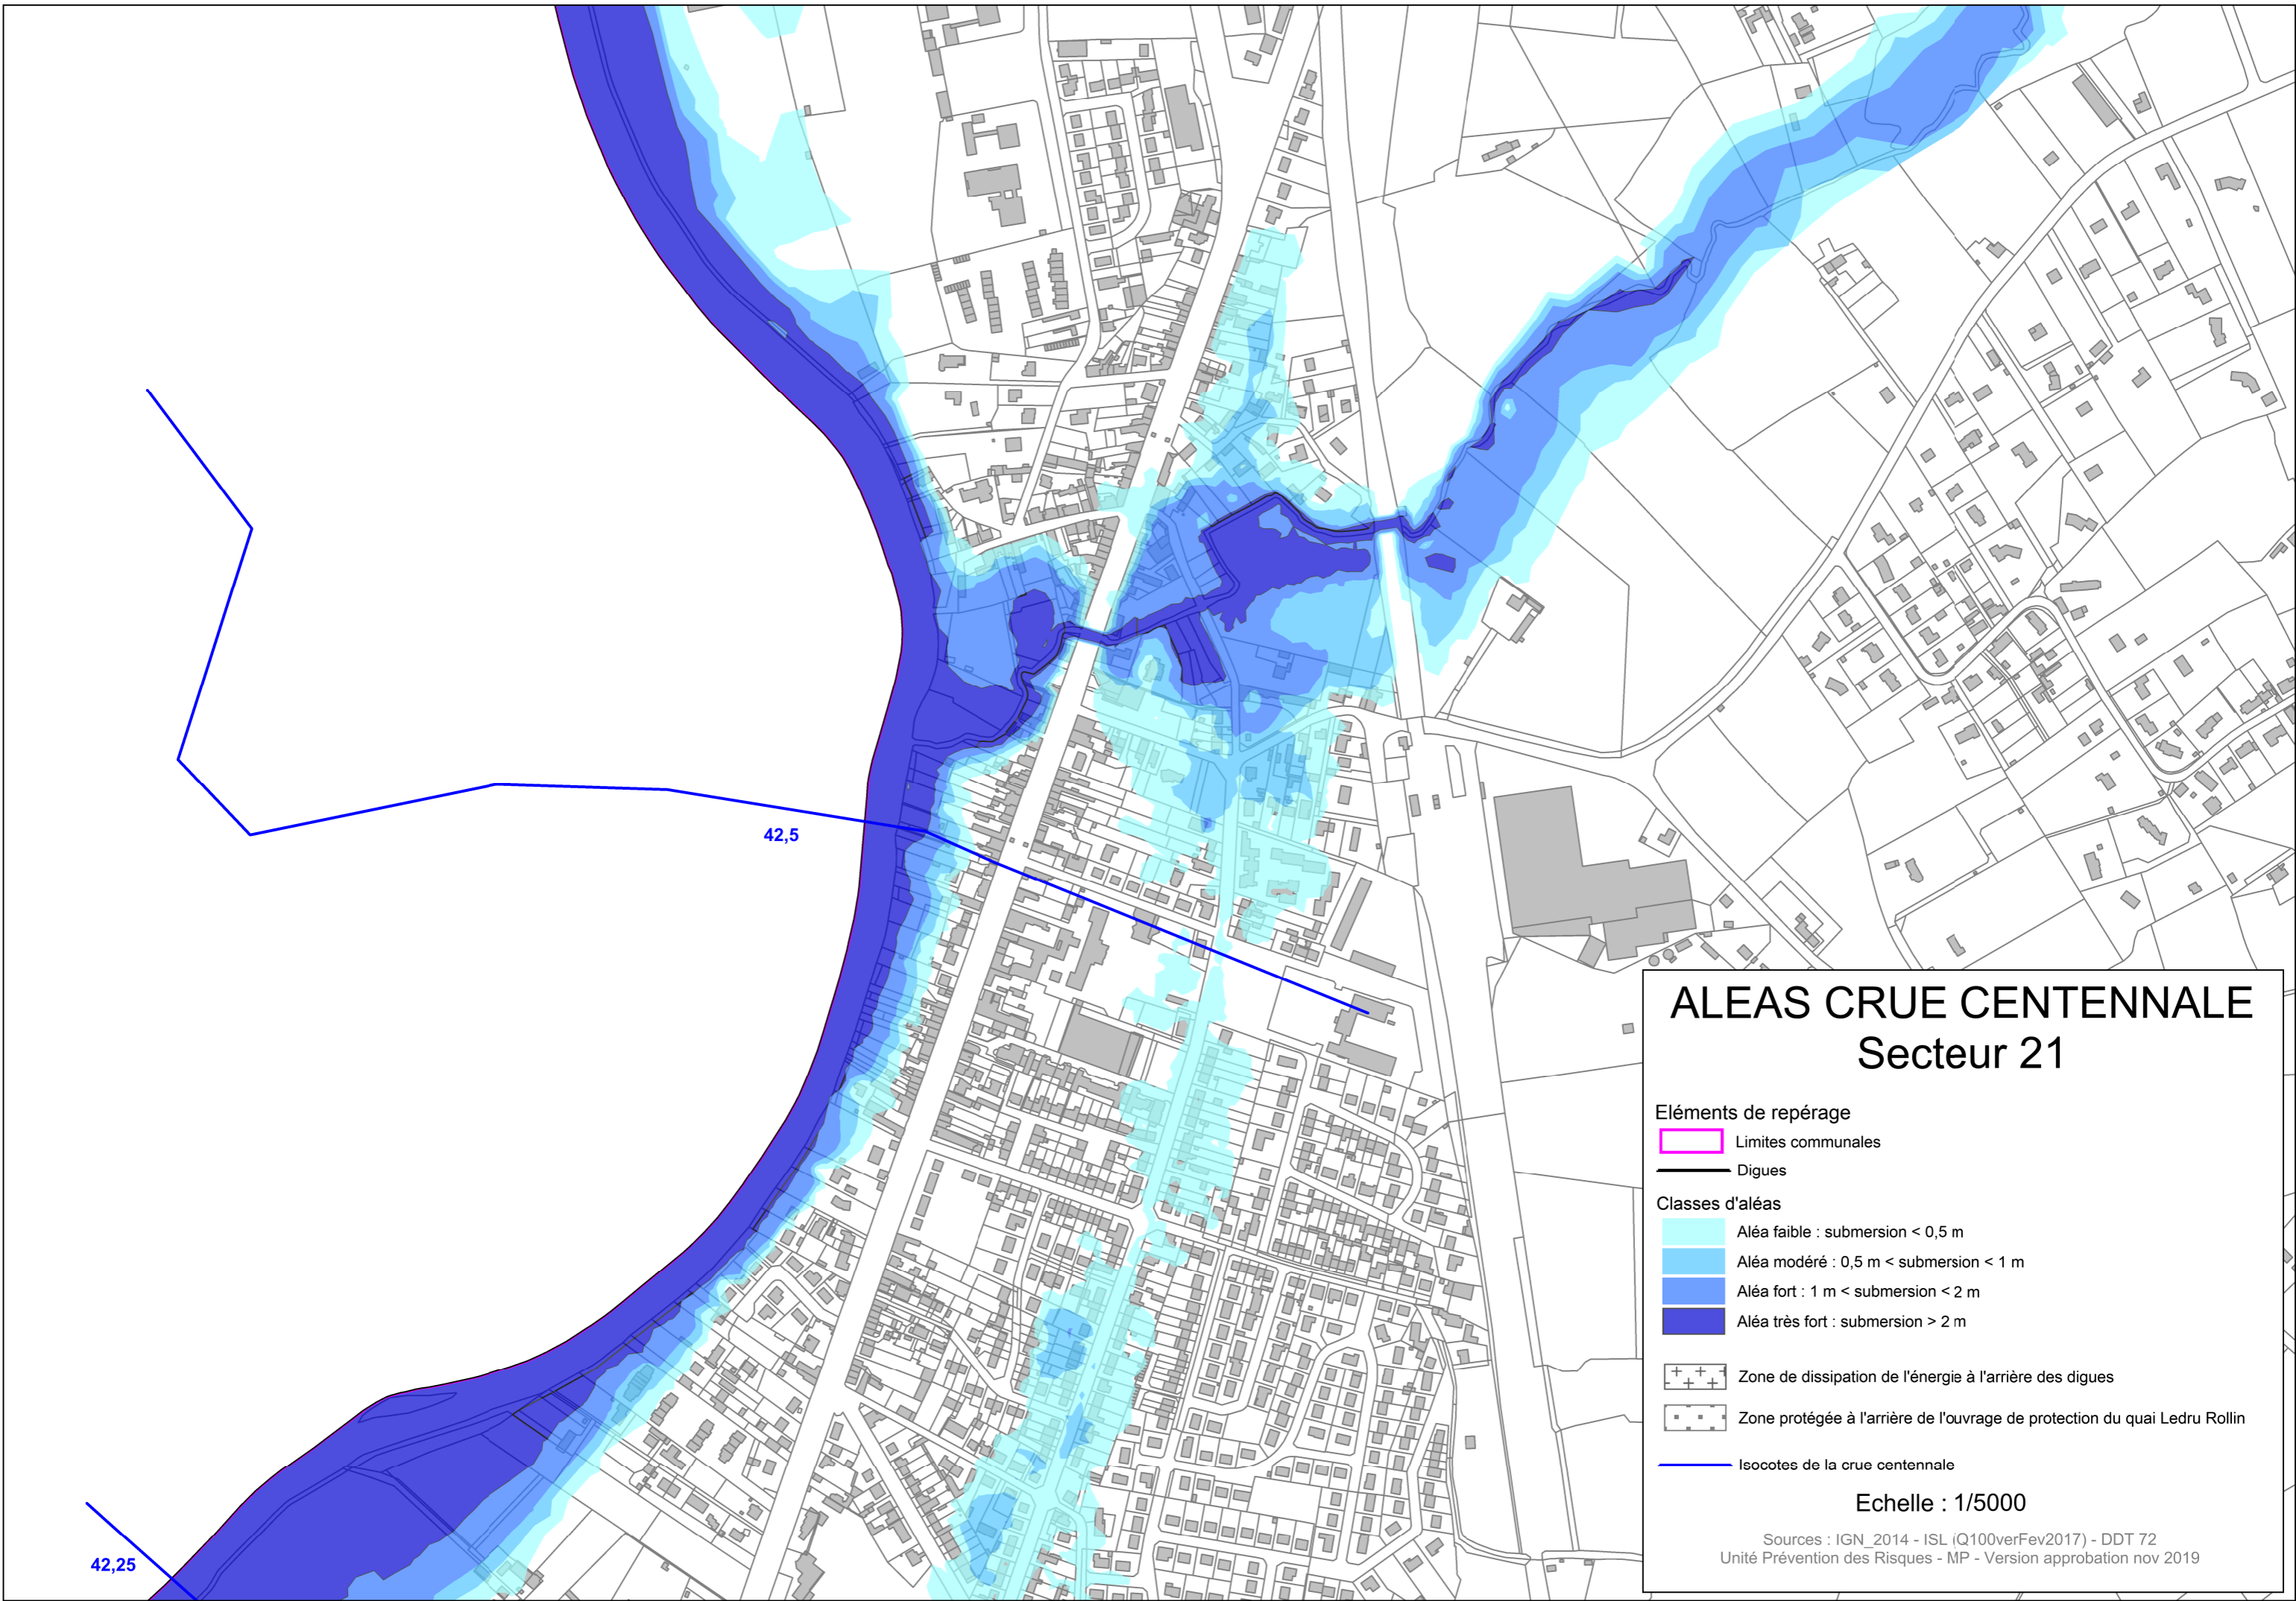 42,5
42,25
ALEAS CRUE CENTENNALE
Secteur 21
Eléments de repérage
Limites communales
Digues
Classes d'aléas
Aléa faible : submersion < 0,5 m
Aléa modéré : 0,5 m < submersion < 1 m
Aléa fort : 1 m < submersion < 2 m
Aléa très fort : submersion > 2 m
Zone de dissipation de l'énergie à l'arrière des digues
Zone protégée à l'arrière de l'ouvrage de protection du quai Ledru Rollin
Isocotes de la crue centennale
Echelle : 1/5000
Sources : IGN_2014 - ISL (Q100verFev2017) - DDT 72
Unité Prévention des Risques - MP - Version approbation nov 2019